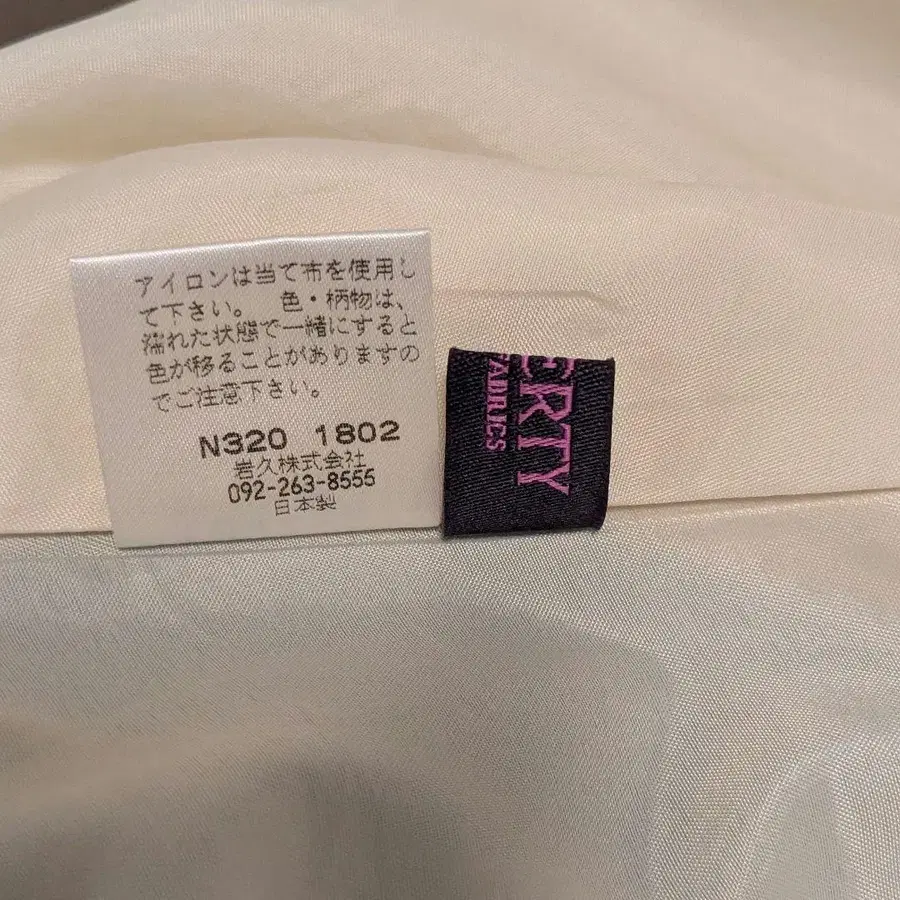 アイロンは当て布を使用し
て下さい。 色・柄物は、
濡れた状態で一緒にすると
色が移ることがありますの
でご注意下さい。
N320 1802
岩久株式会社
092-263-8555
日本製
ERTY
FABRICS